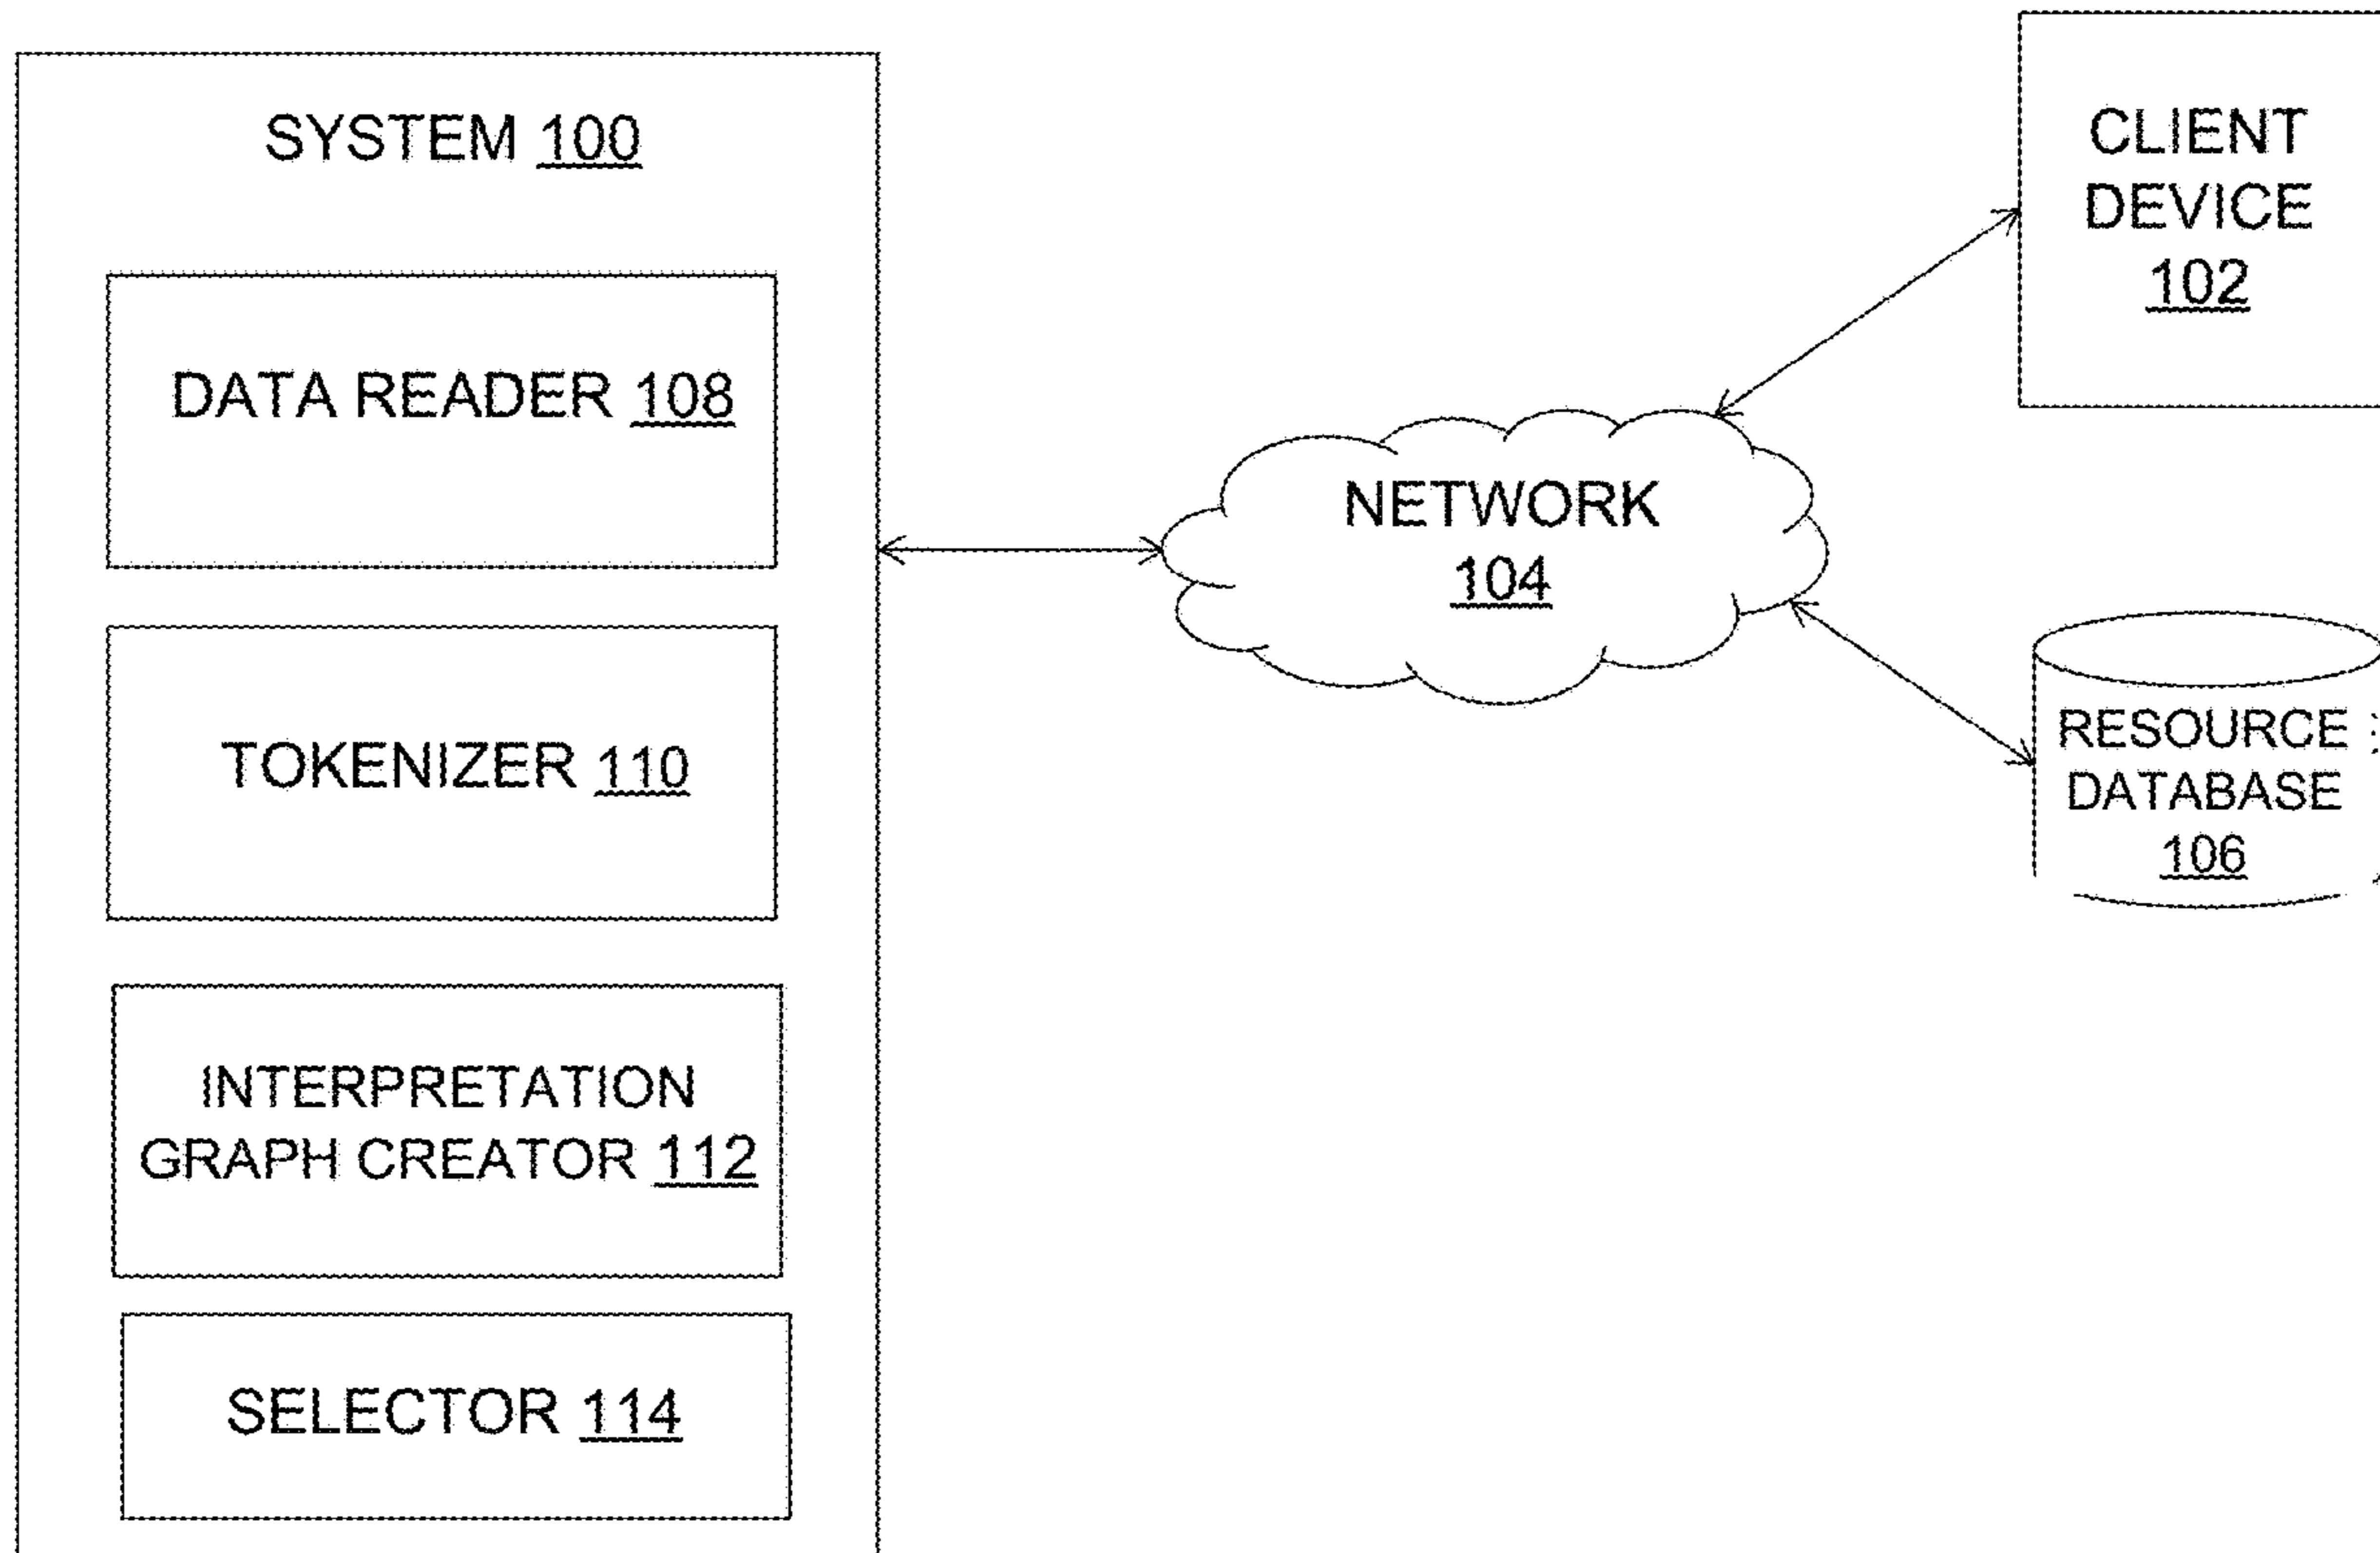 SYSTEM 100
DATA READER 108
TOKENIZER 110
INTERPRETATION
GRAPH CREATOR 112
SELECTOR 114
NETWORK
104
CLIENT
DEVICE
102
RESOURCE
DATABASE
106